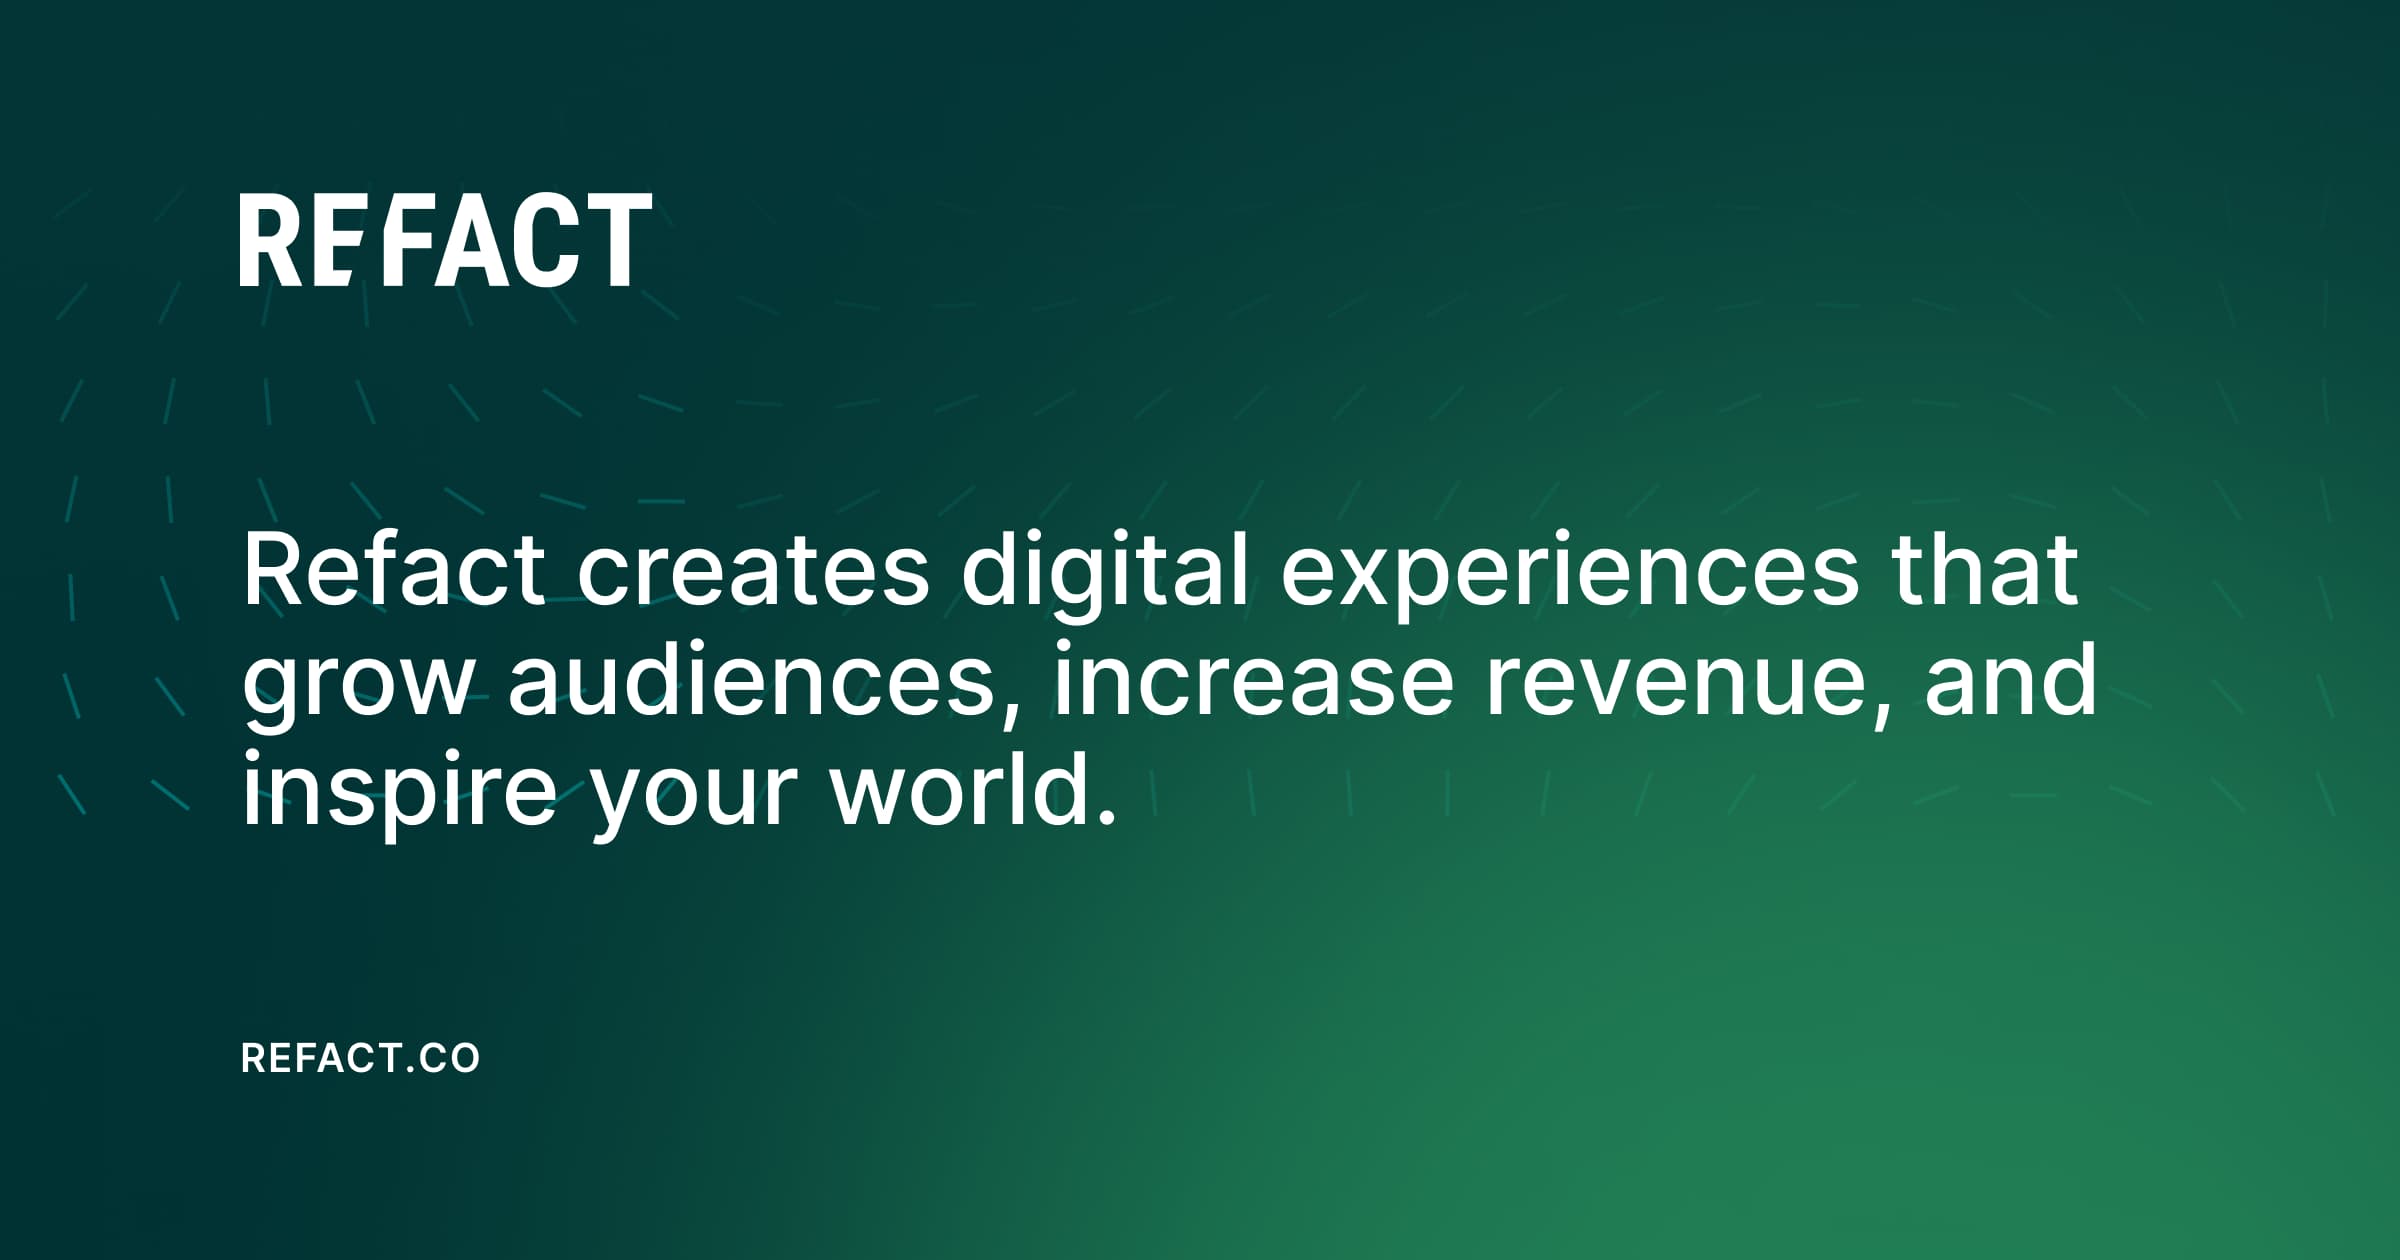 REFACT
Refact creates digital experiences that
grow audiences, increase revenue, and
inspire your world.
REFACT.CO